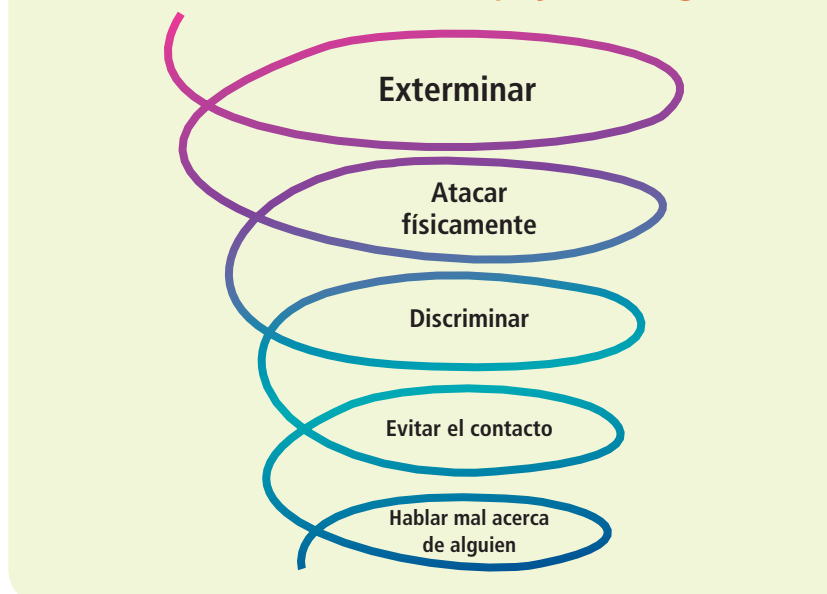 Exterminar
Atacar
físicamente
Discriminar
Evitar el contacto
Hablar mal acerca
de alguien